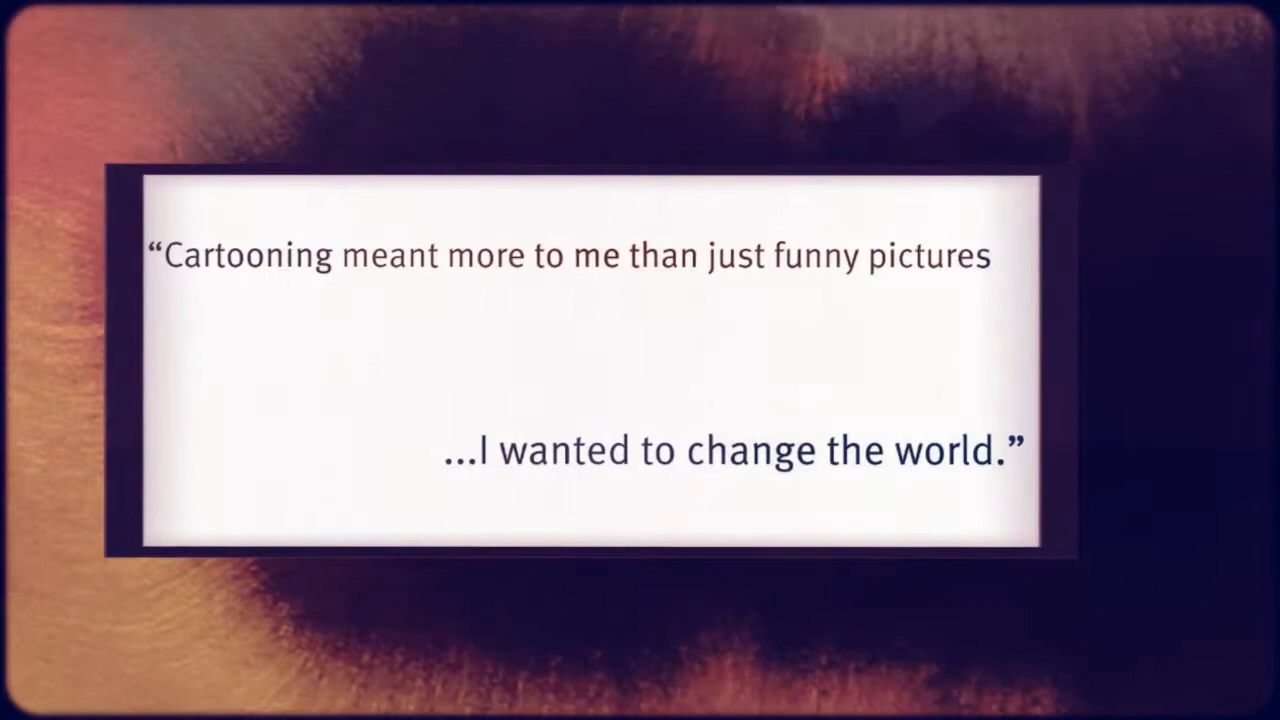 “Cartooning meant more to me than just funny pictures
...I wanted to change the world.”